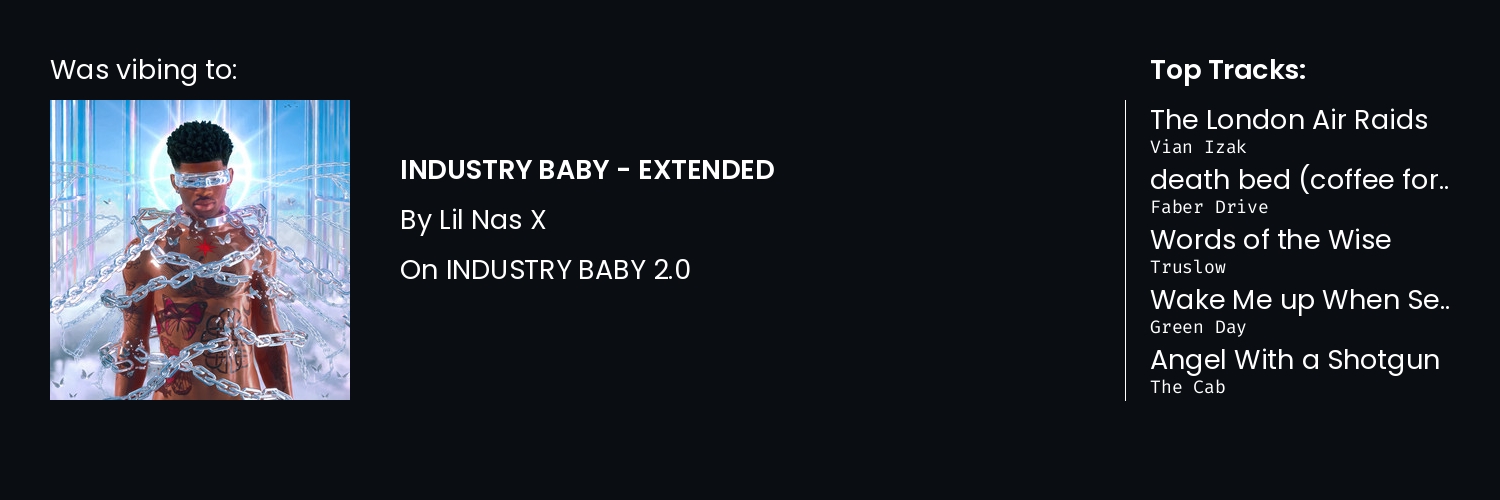 Was vibing to:
INDUSTRY BABY - EXTENDED
By Lil Nas X
On INDUSTRY BABY 2.0
Top Tracks:
The London Air Raids
Vian Izak
death bed (coffee for..
Faber Drive
Words of the Wise
Truslow
Wake Me up When Se..
Green Day
Angel With a Shotgun
The Cab